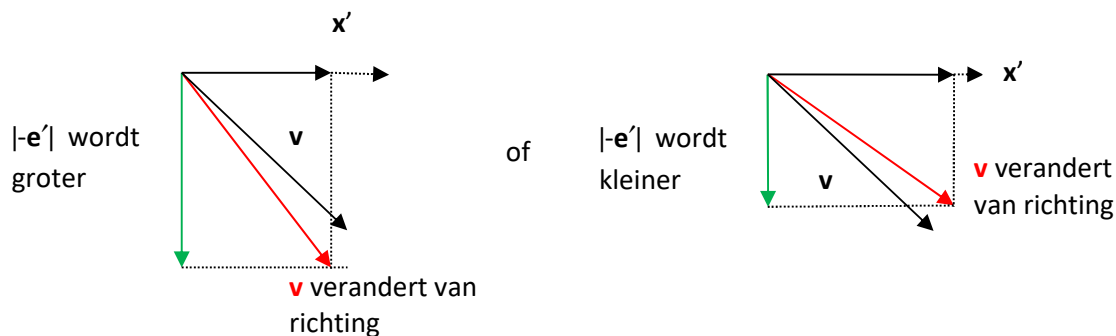 x’
|-e′| wordt
groter
v
v verandert van
richting
of
|-e′| wordt
kleiner
x’
v
v verandert
van richting